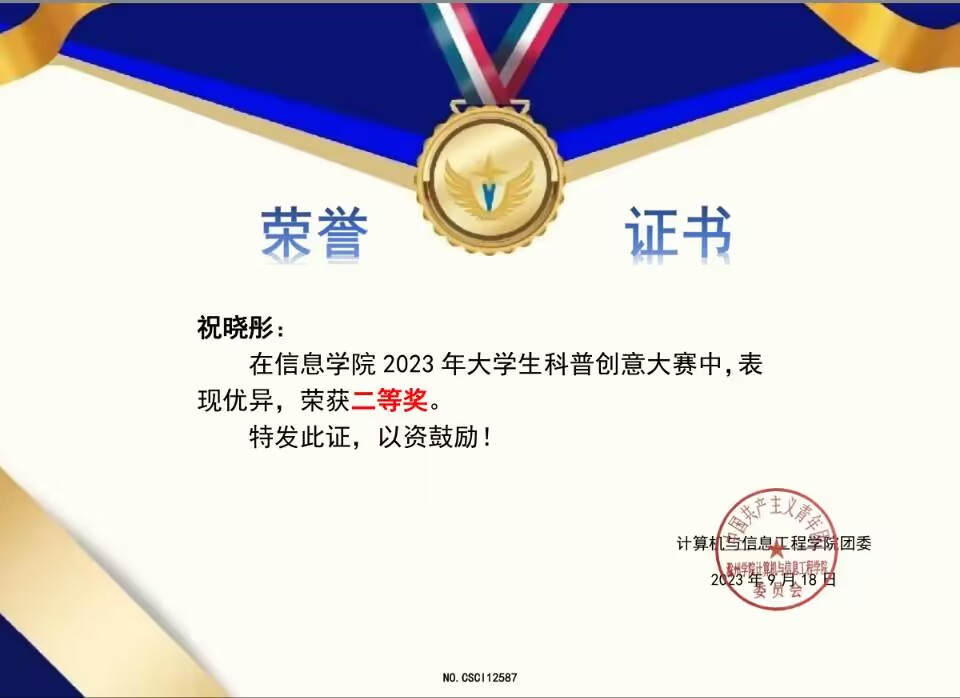 荣誉 证书
祝晓彤:
在信息学院 2023 年大学生科普创意大赛中,表
现优异，荣获二等奖。
特发此证，以资鼓励！
中国共产主义青年团
计算机与信息工程学院团委
滁州学院计算机与信息工程学院
2023 年 9 月 18 日
委员会
NO.CSCI12587